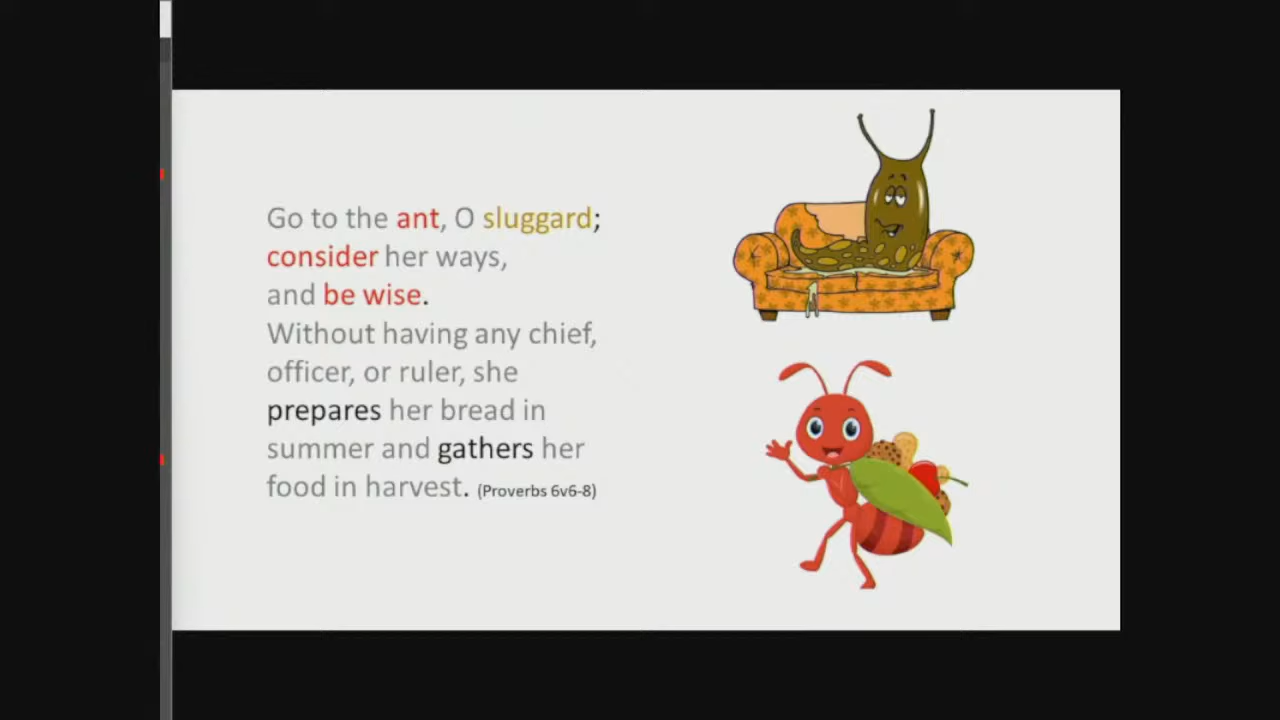 Go to the ant, O sluggard;
consider her ways,
and be wise.
Without having any chief,
officer, or ruler, she
prepares her bread in
summer and gathers her
food in harvest. (Proverbs 6v6-8)